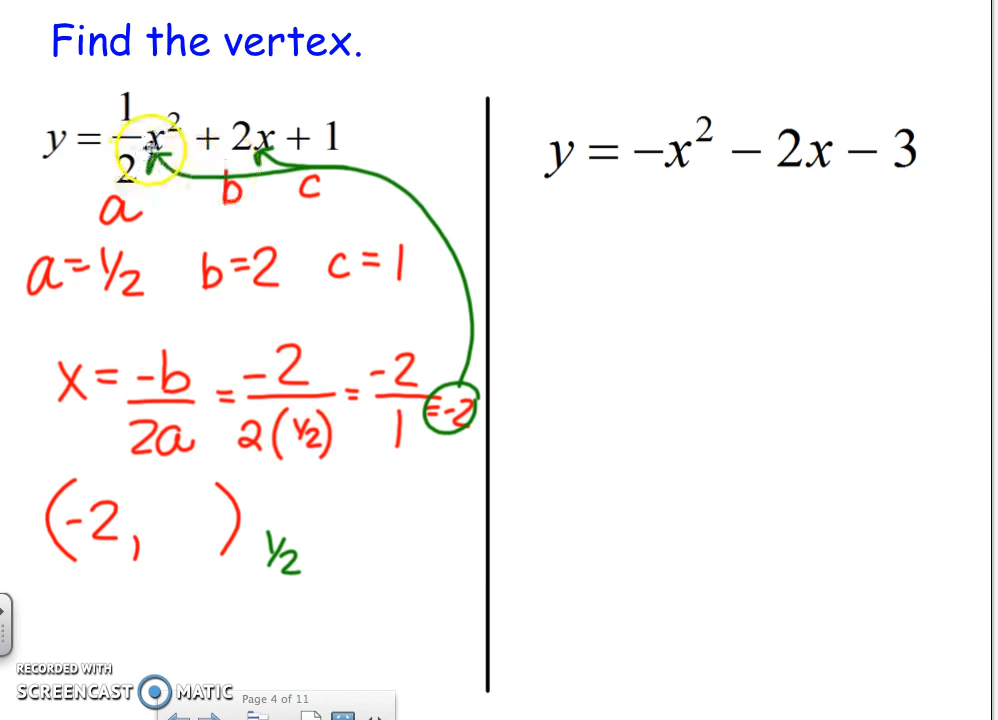 Find the vertex.
y = 1/2 x² + 2x + 1
a b c
a = 1/2 b = 2 c = 1
x = -b/2a = -2/2(1/2) = -2/1 = -2
(-2, ) 1/2
y = -x² - 2x - 3
RECORDED WITH
SCREENCAST MATIC
Page 4 of 11